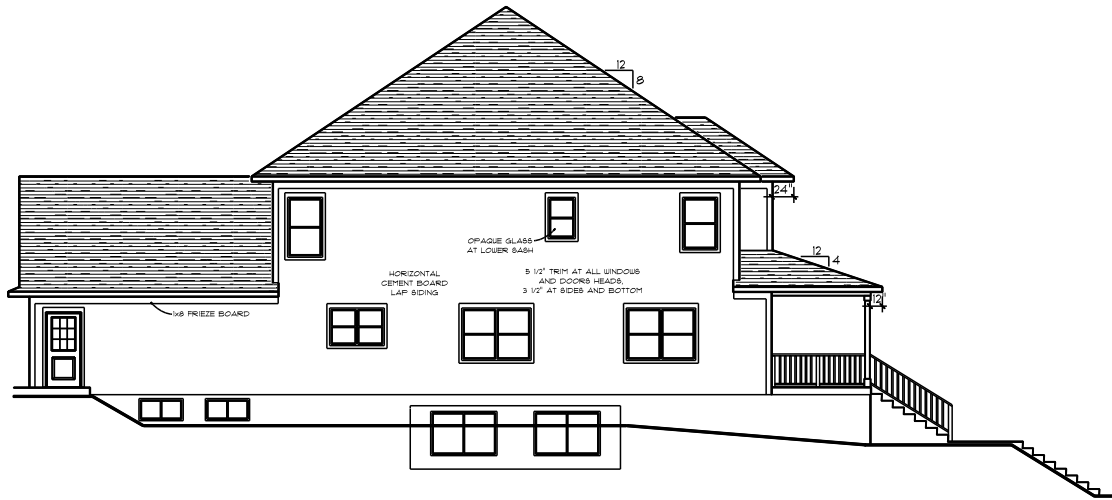 12
8
24"
OPAQUE GLASS
AT LOWER SASH
12
4
HORIZONTAL
CEMENT BOARD
LAP SIDING
5 1/2" TRIM AT ALL WINDOWS
AND DOORS HEADS,
3 1/2" AT SIDES AND BOTTOM
12"
1x8 FRIEZE BOARD